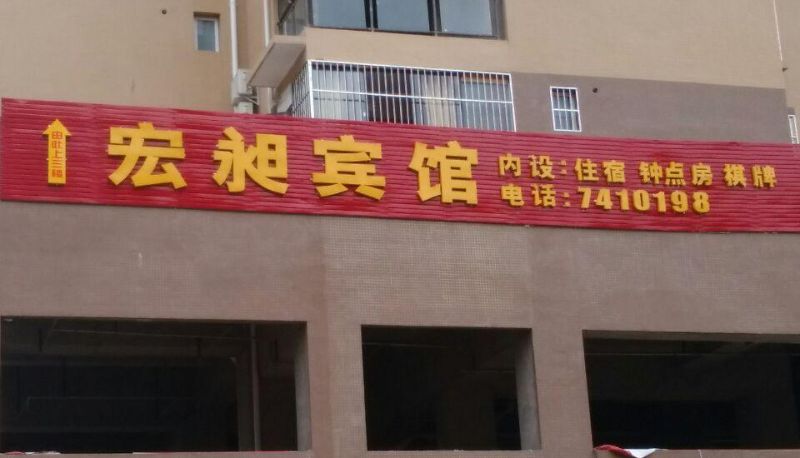 由此上三楼
宏昶宾馆
内设:住宿 钟点房 棋牌
电话:7410198